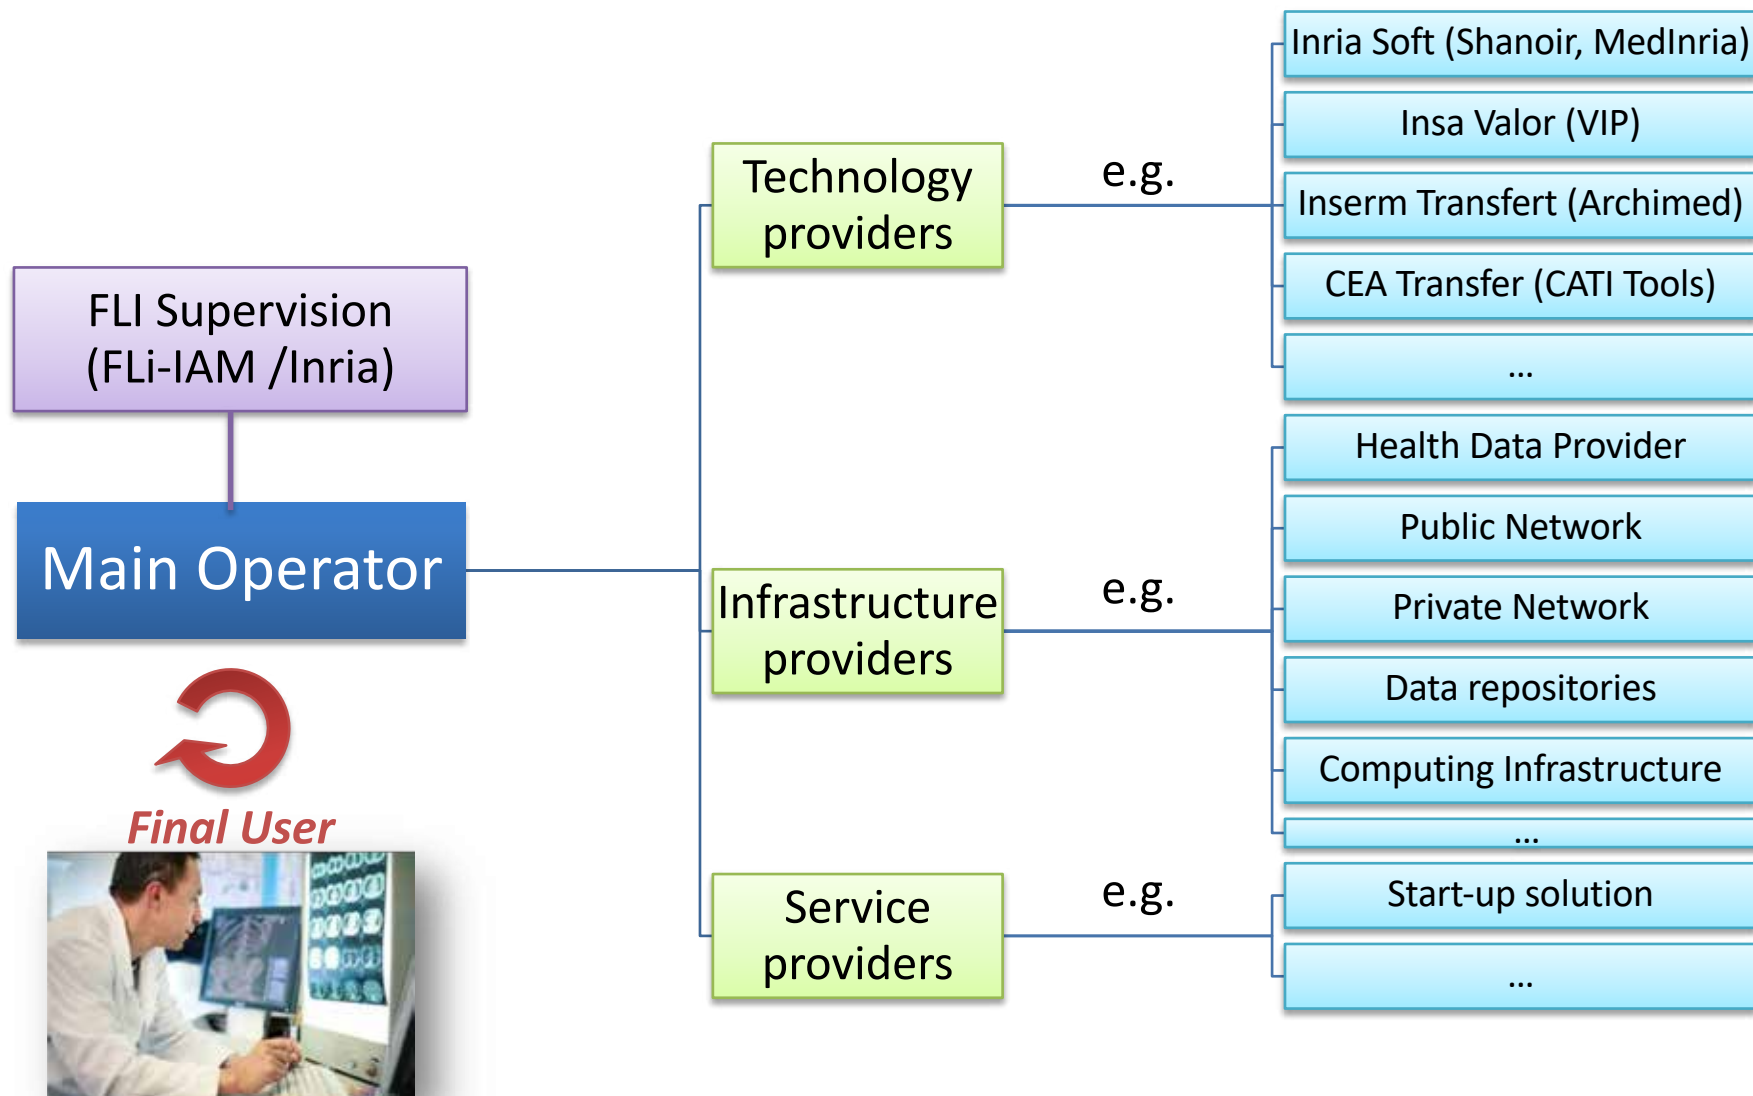 FLI Supervision
(FLi-IAM /Inria)
Main Operator
Final User
Technology
providers
e.g.
Inria Soft (Shanoir, MedInria)
Insa Valor (VIP)
Inserm Transfert (Archimed)
CEA Transfer (CATI Tools)
...
Infrastructure
providers
e.g.
Health Data Provider
Public Network
Private Network
Data repositories
Computing Infrastructure
...
Service
providers
e.g.
Start-up solution
...